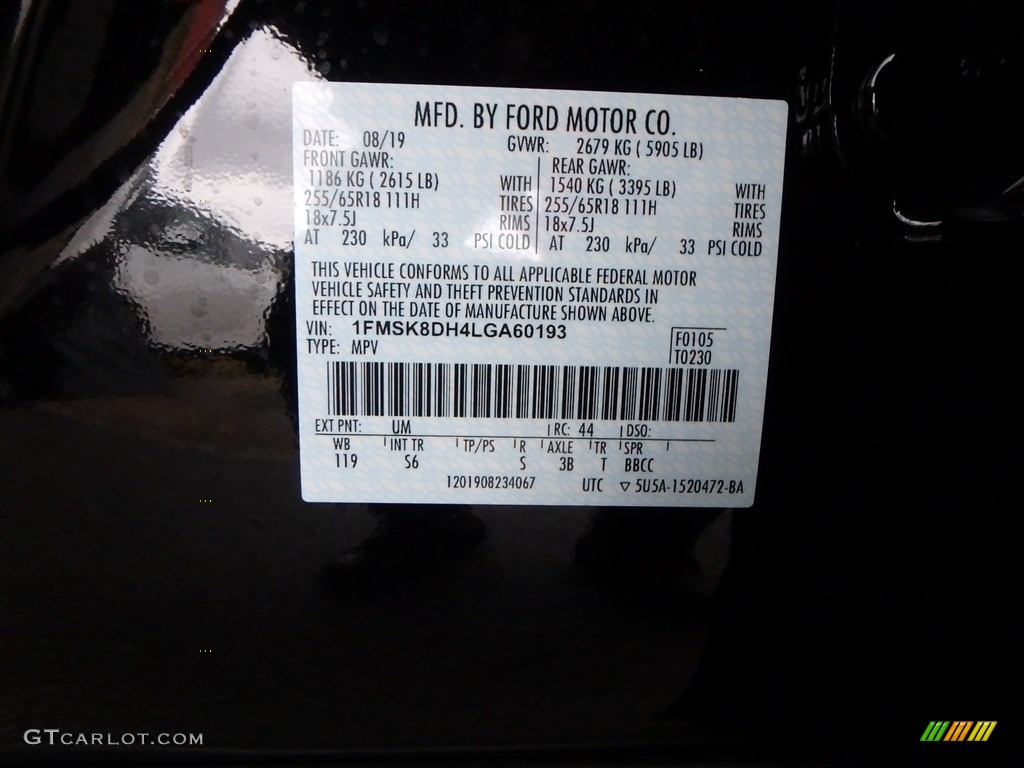 MFD. BY FORD MOTOR CO.
DATE: 08/19 GVWR: 2679 KG ( 5905 LB)
FRONT GAWR: REAR GAWR:
1186 KG ( 2615 LB) WITH 1540 KG ( 3395 LB) WITH
255/65R18 111H TIRES 255/65R18 111H TIRES
18x7.5J RIMS 18x7.5J RIMS
AT 230 kPa/ 33 PSI COLD AT 230 kPa/ 33 PSI COLD
THIS VEHICLE CONFORMS TO ALL APPLICABLE FEDERAL MOTOR
VEHICLE SAFETY AND THEFT PREVENTION STANDARDS IN
EFFECT ON THE DATE OF MANUFACTURE SHOWN ABOVE.
VIN: 1FMSK8DH4LGA60193
TYPE: MPV
F0105
T0230
EXT PNT: UM RC: 44 DSO:
WB INT TR TP/PS R AXLE TR SPR
119 S6 S 3B T BBCC
1201908234067 UTC ▽ 5U5A-1520472-BA
GTCARLOT.COM